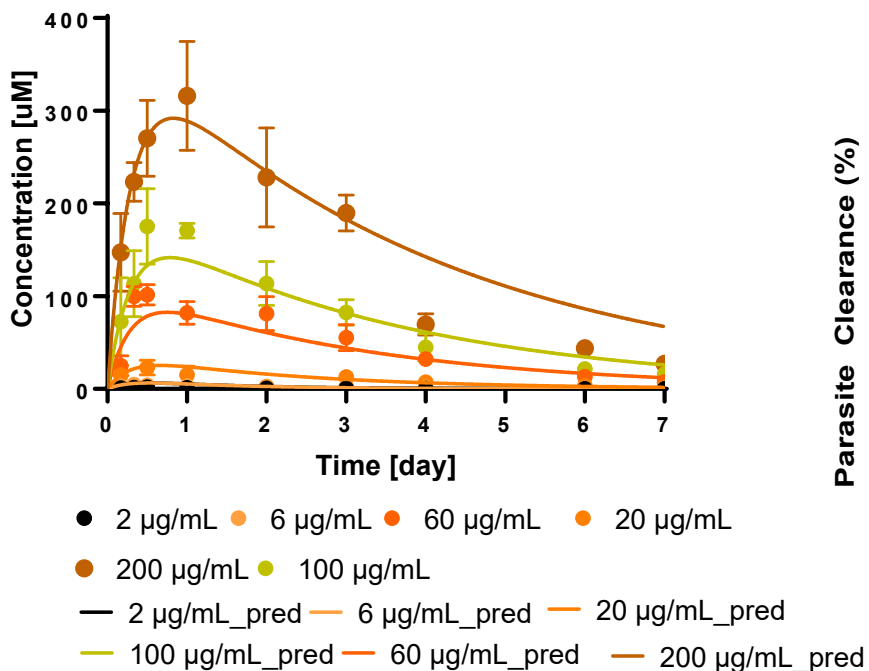 400
300
200
100
0
Concentration [uM]
0 1 2 3 4 5 6 7
Time [day]
Parasite Clearance (%)
2 µg/mL 6 µg/mL 60 µg/mL 20 µg/mL
200 µg/mL 100 µg/mL
2 µg/mL_pred 6 µg/mL_pred 20 µg/mL_pred
100 µg/mL_pred 60 µg/mL_pred 200 µg/mL_pred